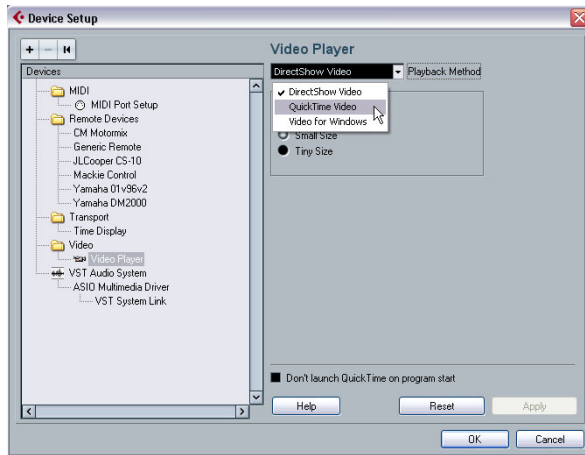 Device Setup
Devices
MIDI
MIDI Port Setup
Remote Devices
CM Motormix
Generic Remote
JLCooper CS-10
Mackie Control
Yamaha 01v96v2
Yamaha DM2000
Transport
Time Display
Video
Video Player
VST Audio System
ASIO Multimedia Driver
VST System Link
Video Player
DirectShow Video Playback Method
DirectShow Video
QuickTime Video
Video for Windows
Small Size
Tiny Size
Don't launch QuickTime on program start
Help Reset Apply
OK Cancel